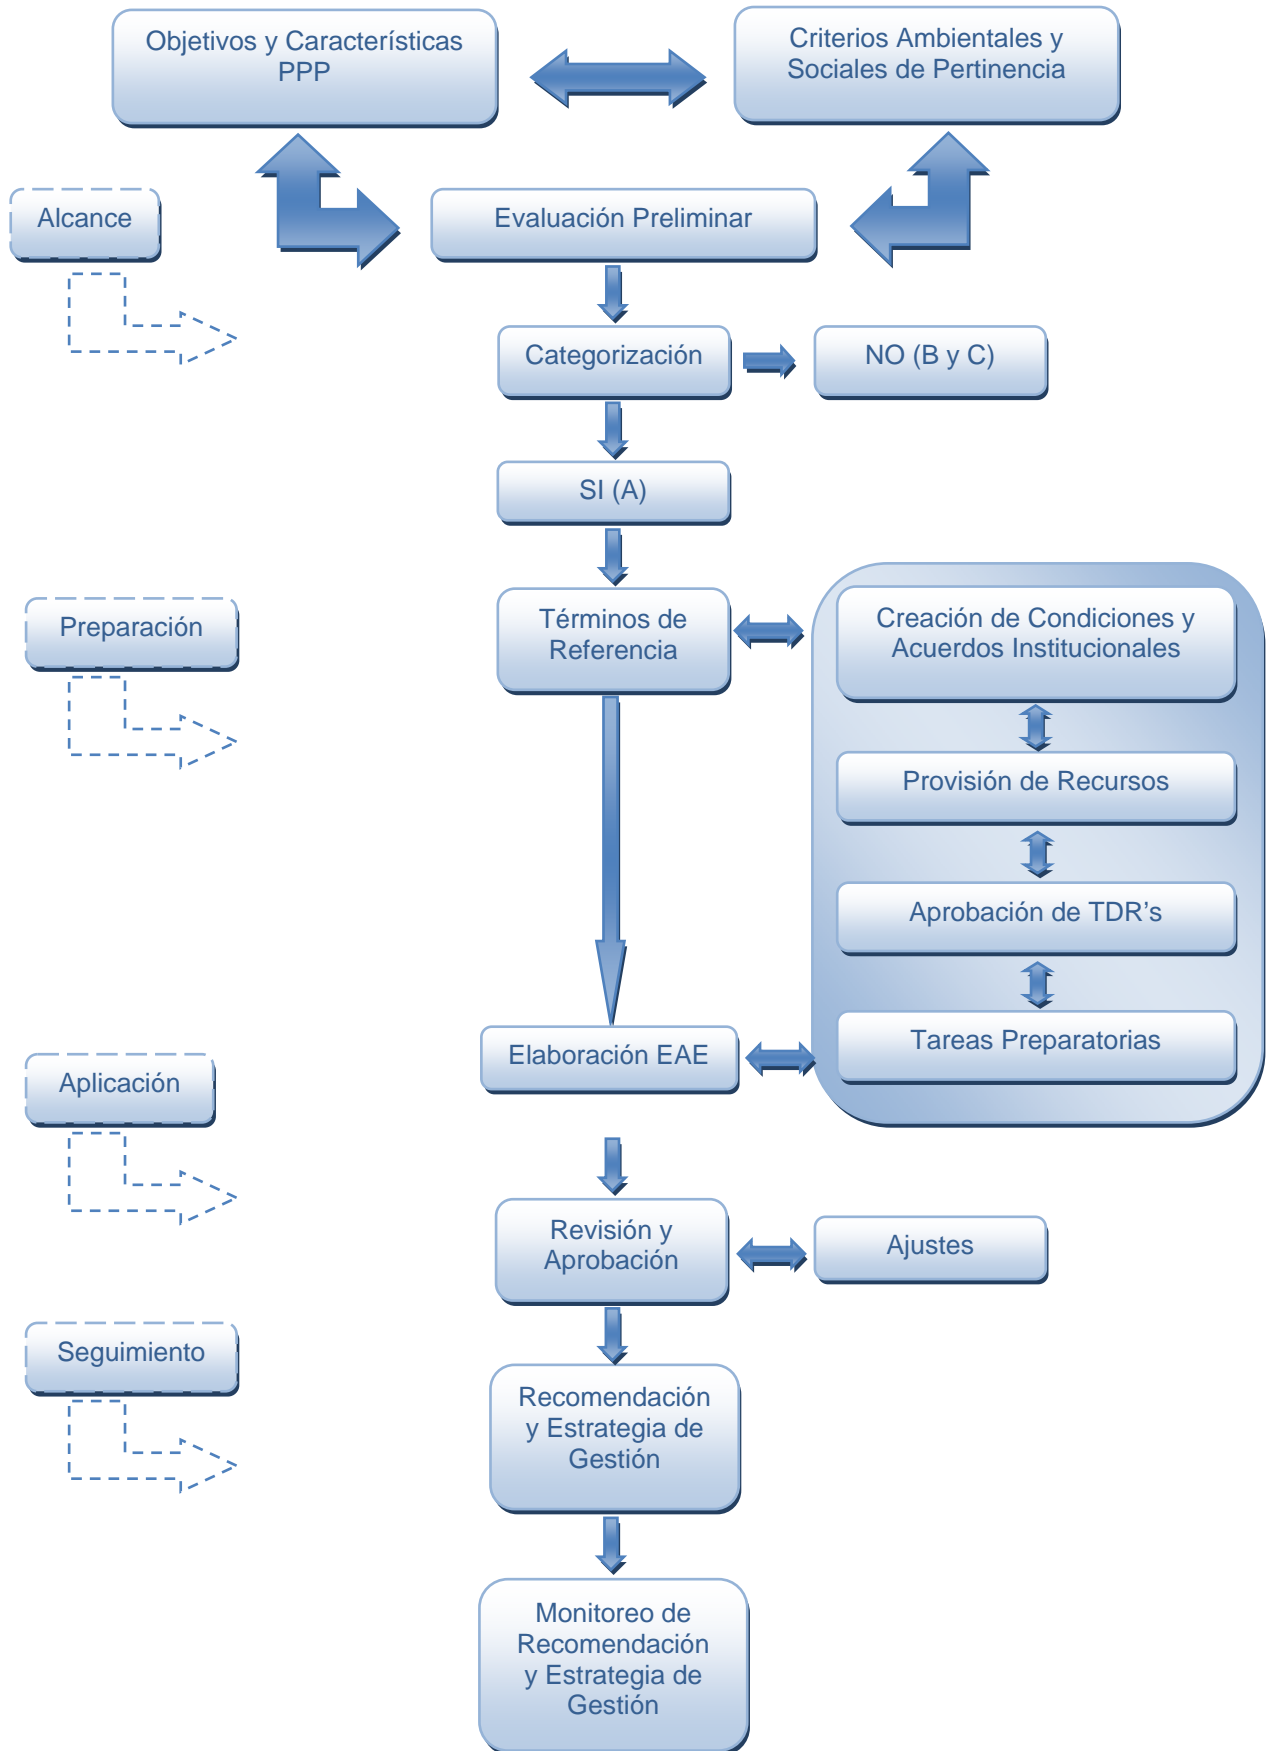 Objetivos y Características
PPP
Criterios Ambientales y
Sociales de Pertinencia
Alcance
Evaluación Preliminar
Categorización
NO (B y C)
SI (A)
Preparación
Términos de
Referencia
Creación de Condiciones y
Acuerdos Institucionales
Provisión de Recursos
Aprobación de TDR’s
Tareas Preparatorias
Elaboración EAE
Aplicación
Revisión y
Aprobación
Ajustes
Seguimiento
Recomendación
y Estrategia de
Gestión
Monitoreo de
Recomendación
y Estrategia de
Gestión